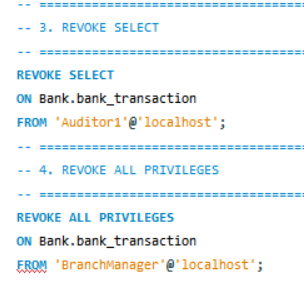 -- ===================================
-- 3. REVOKE SELECT
-- ===================================
REVOKE SELECT
ON Bank.bank_transaction
FROM 'Auditor1'@'localhost';
-- ===================================
-- 4. REVOKE ALL PRIVILEGES
-- ===================================
REVOKE ALL PRIVILEGES
ON Bank.bank_transaction
FROM 'BranchManager'@'localhost';